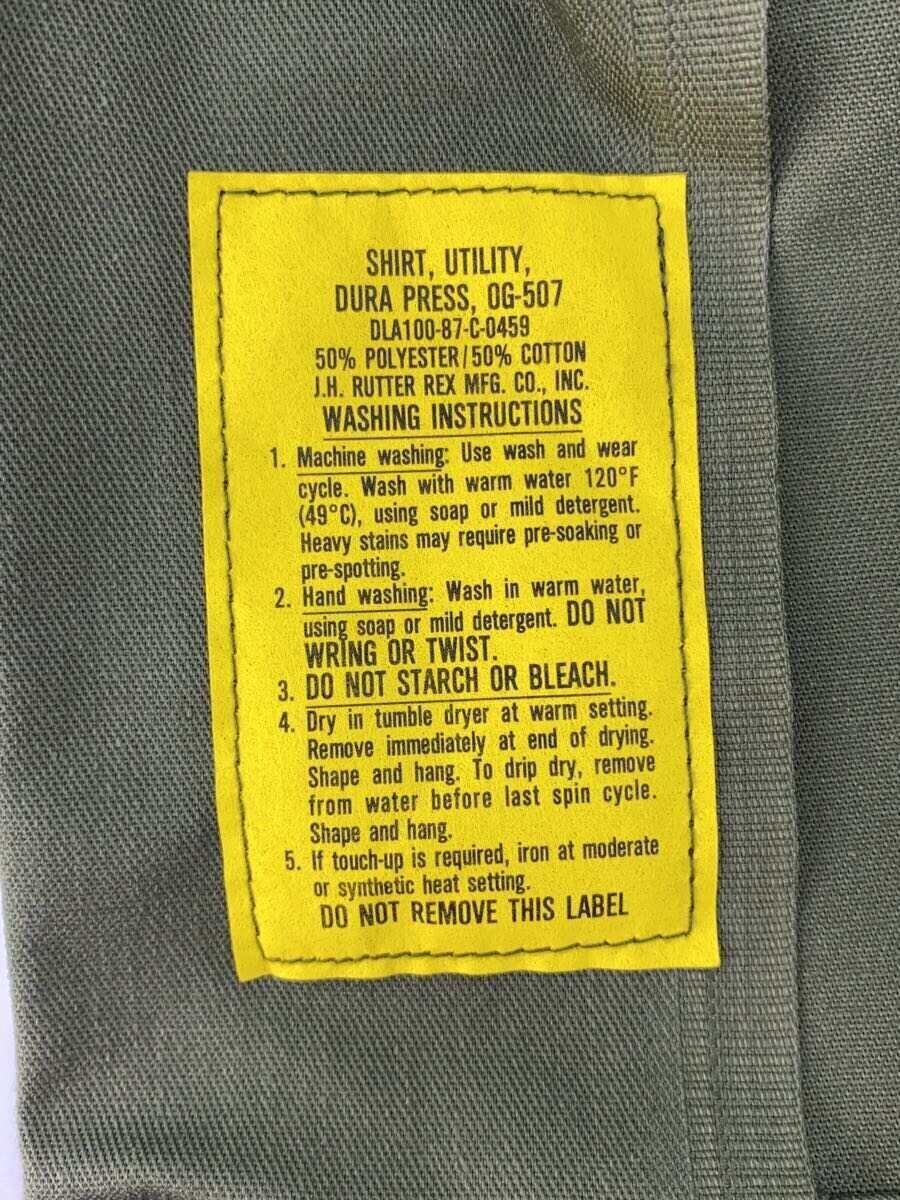 SHIRT, UTILITY,
DURA PRESS, OG-507
DLA100-87-C-0459
50% POLYESTER/50% COTTON
J.H. RUTTER REX MFG. CO., INC.
WASHING INSTRUCTIONS
1. Machine washing: Use wash and wear
cycle. Wash with warm water 120°F
(49°C), using soap or mild detergent.
Heavy stains may require pre-soaking or
pre-spotting.
2. Hand washing: Wash in warm water,
using soap or mild detergent. DO NOT
WRING OR TWIST.
3. DO NOT STARCH OR BLEACH.
4. Dry in tumble dryer at warm setting.
Remove immediately at end of drying.
Shape and hang. To drip dry, remove
from water before last spin cycle.
Shape and hang.
5. If touch-up is required, iron at moderate
or synthetic heat setting.
DO NOT REMOVE THIS LABEL